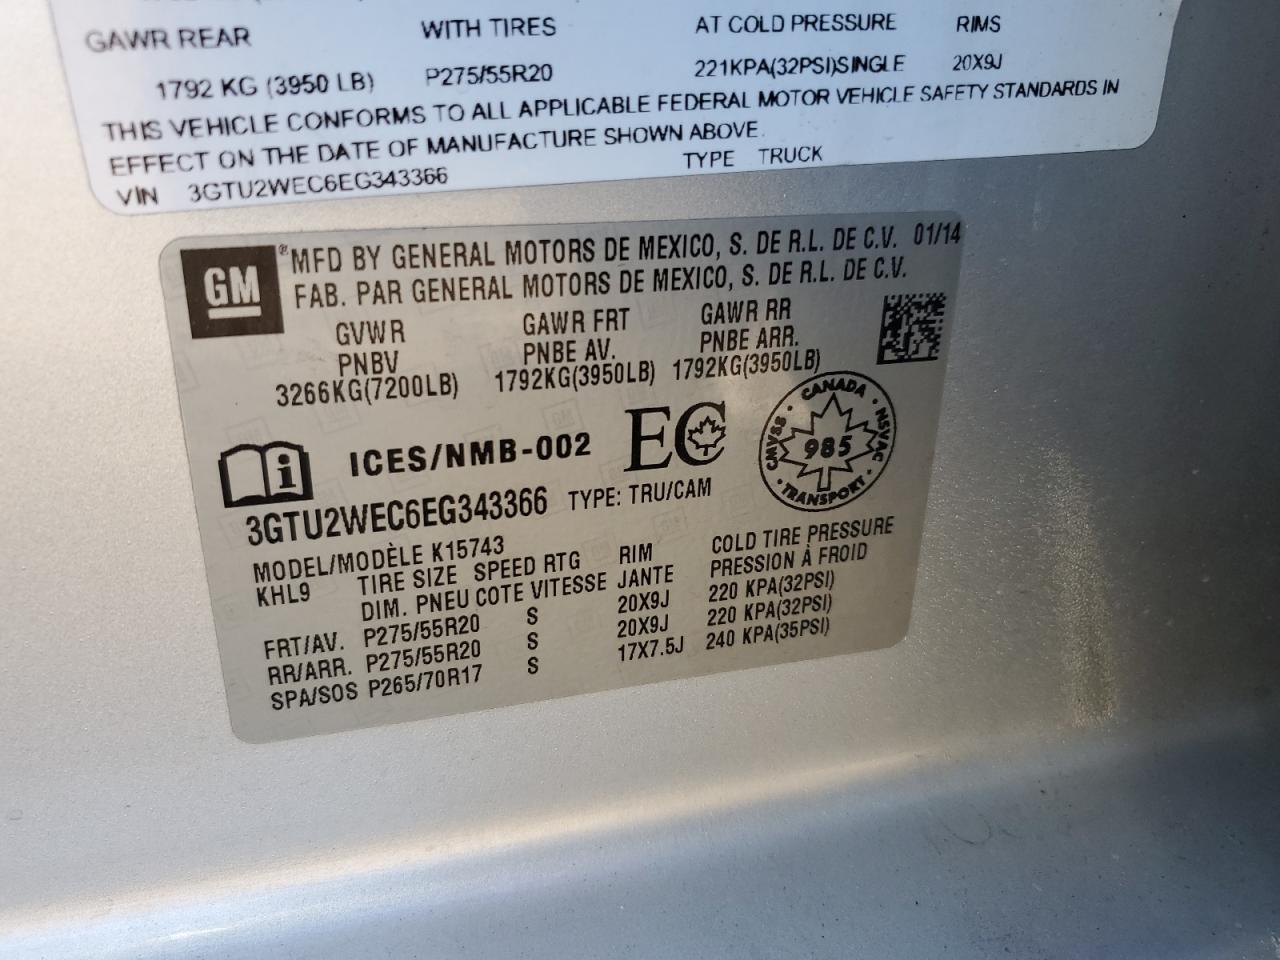 GAWR REAR WITH TIRES AT COLD PRESSURE RIMS
1792 KG (3950 LB) P275/55R20 221KPA(32PSI)SINGLE 20X9J
THIS VEHICLE CONFORMS TO ALL APPLICABLE FEDERAL MOTOR VEHICLE SAFETY STANDARDS IN
EFFECT ON THE DATE OF MANUFACTURE SHOWN ABOVE.
VIN 3GTU2WEC6EG343366 TYPE TRUCK
GM ® MFD BY GENERAL MOTORS DE MEXICO, S. DE R.L. DE C.V. 01/14
FAB. PAR GENERAL MOTORS DE MEXICO, S. DE R.L. DE C.V.
GVWR GAWR FRT GAWR RR
PNBV PNBE AV. PNBE ARR.
3266KG(7200LB) 1792KG(3950LB) 1792KG(3950LB)
ICES/NMB-002 EC
CANADA NSVAC TRANSPORT CMVSS 985
3GTU2WEC6EG343366 TYPE: TRU/CAM
MODEL/MODÈLE K15743
KHL9 TIRE SIZE SPEED RTG RIM COLD TIRE PRESSURE
DIM. PNEU COTE VITESSE JANTE PRESSION À FROID
FRT/AV. P275/55R20 S 20X9J 220 KPA(32PSI)
RR/ARR. P275/55R20 S 20X9J 220 KPA(32PSI)
SPA/SOS P265/70R17 S 17X7.5J 240 KPA(35PSI)